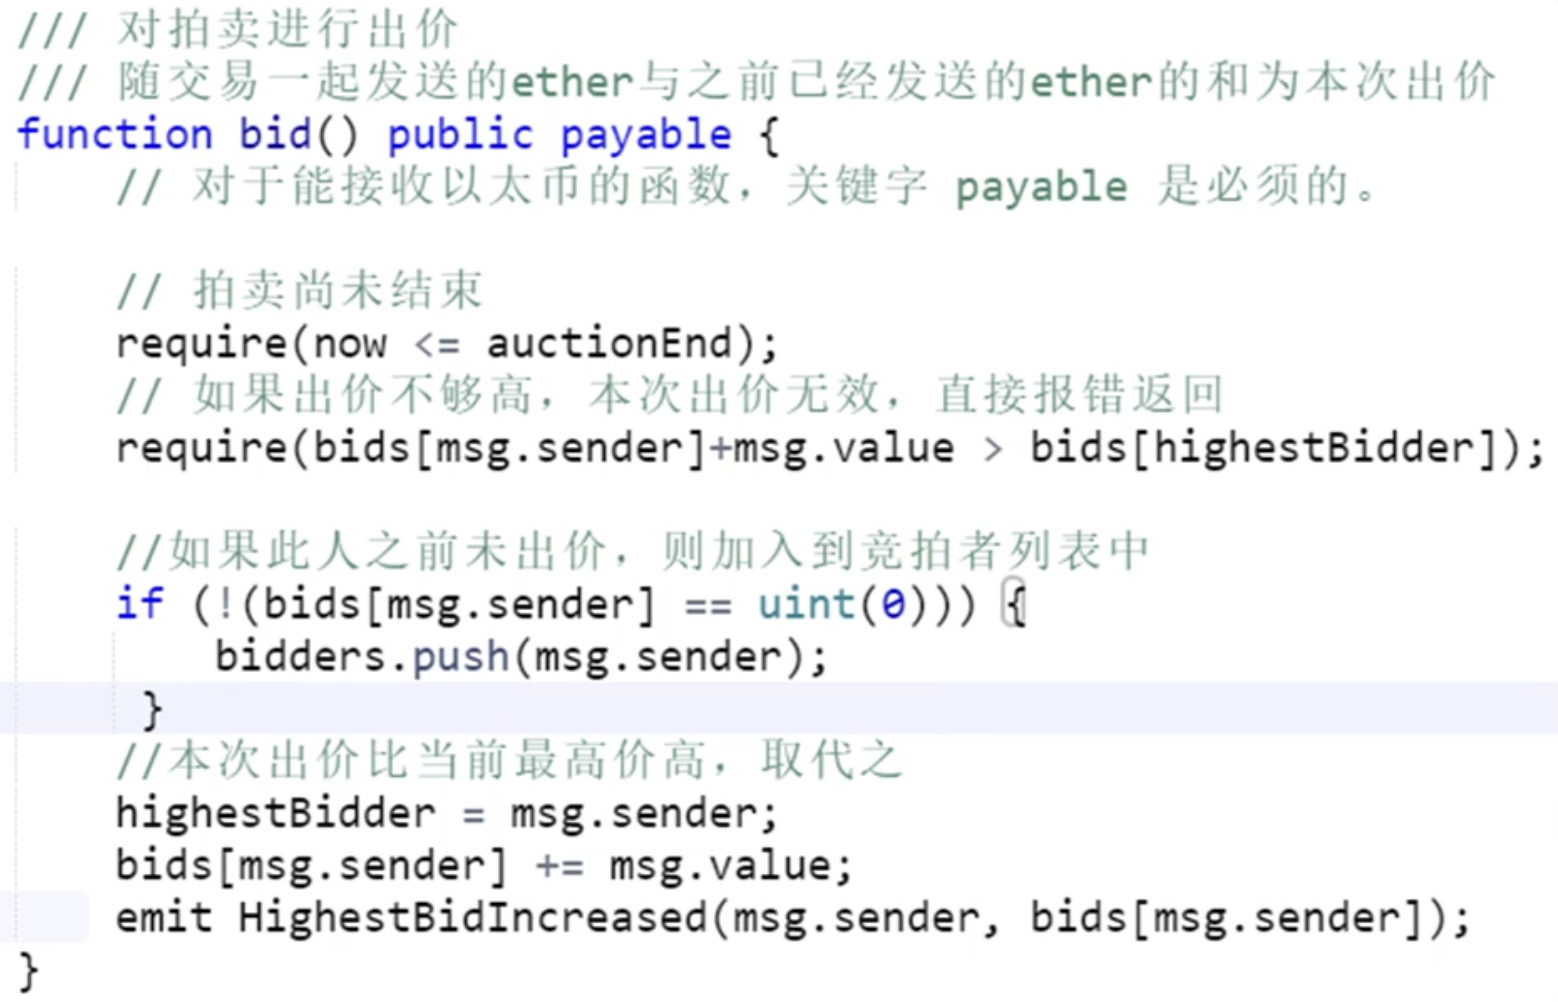 /// 对拍卖进行出价
/// 随交易一起发送的ether与之前已经发送的ether的和为本次出价
function bid() public payable {
// 对于能接收以太币的函数，关键字 payable 是必须的。
// 拍卖尚未结束
require(now <= auctionEnd);
// 如果出价不够高，本次出价无效，直接报错返回
require(bids[msg.sender]+msg.value > bids[highestBidder]);
//如果此人之前未出价，则加入到竞拍者列表中
if (!(bids[msg.sender] == uint(0))) {
bidders.push(msg.sender);
}
//本次出价比当前最高价高，取代之
highestBidder = msg.sender;
bids[msg.sender] += msg.value;
emit HighestBidIncreased(msg.sender, bids[msg.sender]);
}